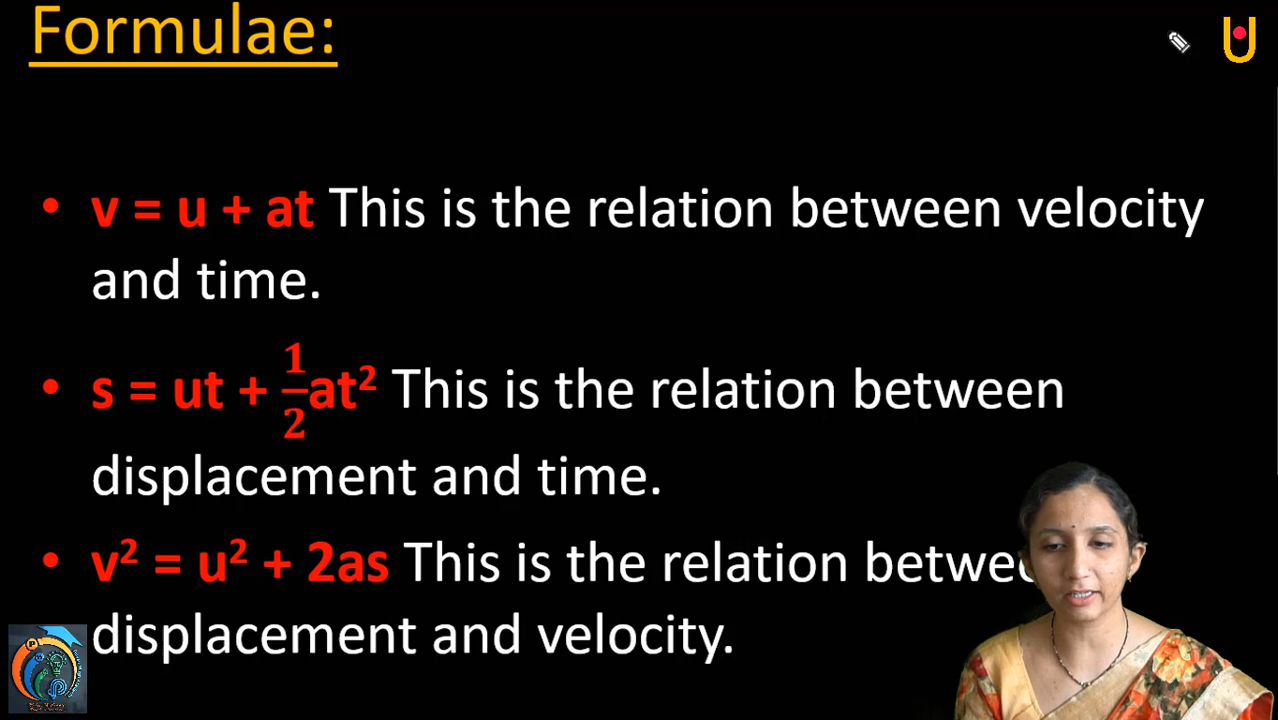 Formulae:
• v = u + at This is the relation between velocity
and time.
• s = ut + 1/2 at² This is the relation between
displacement and time.
• v² = u² + 2as This is the relation betwe
displacement and velocity.